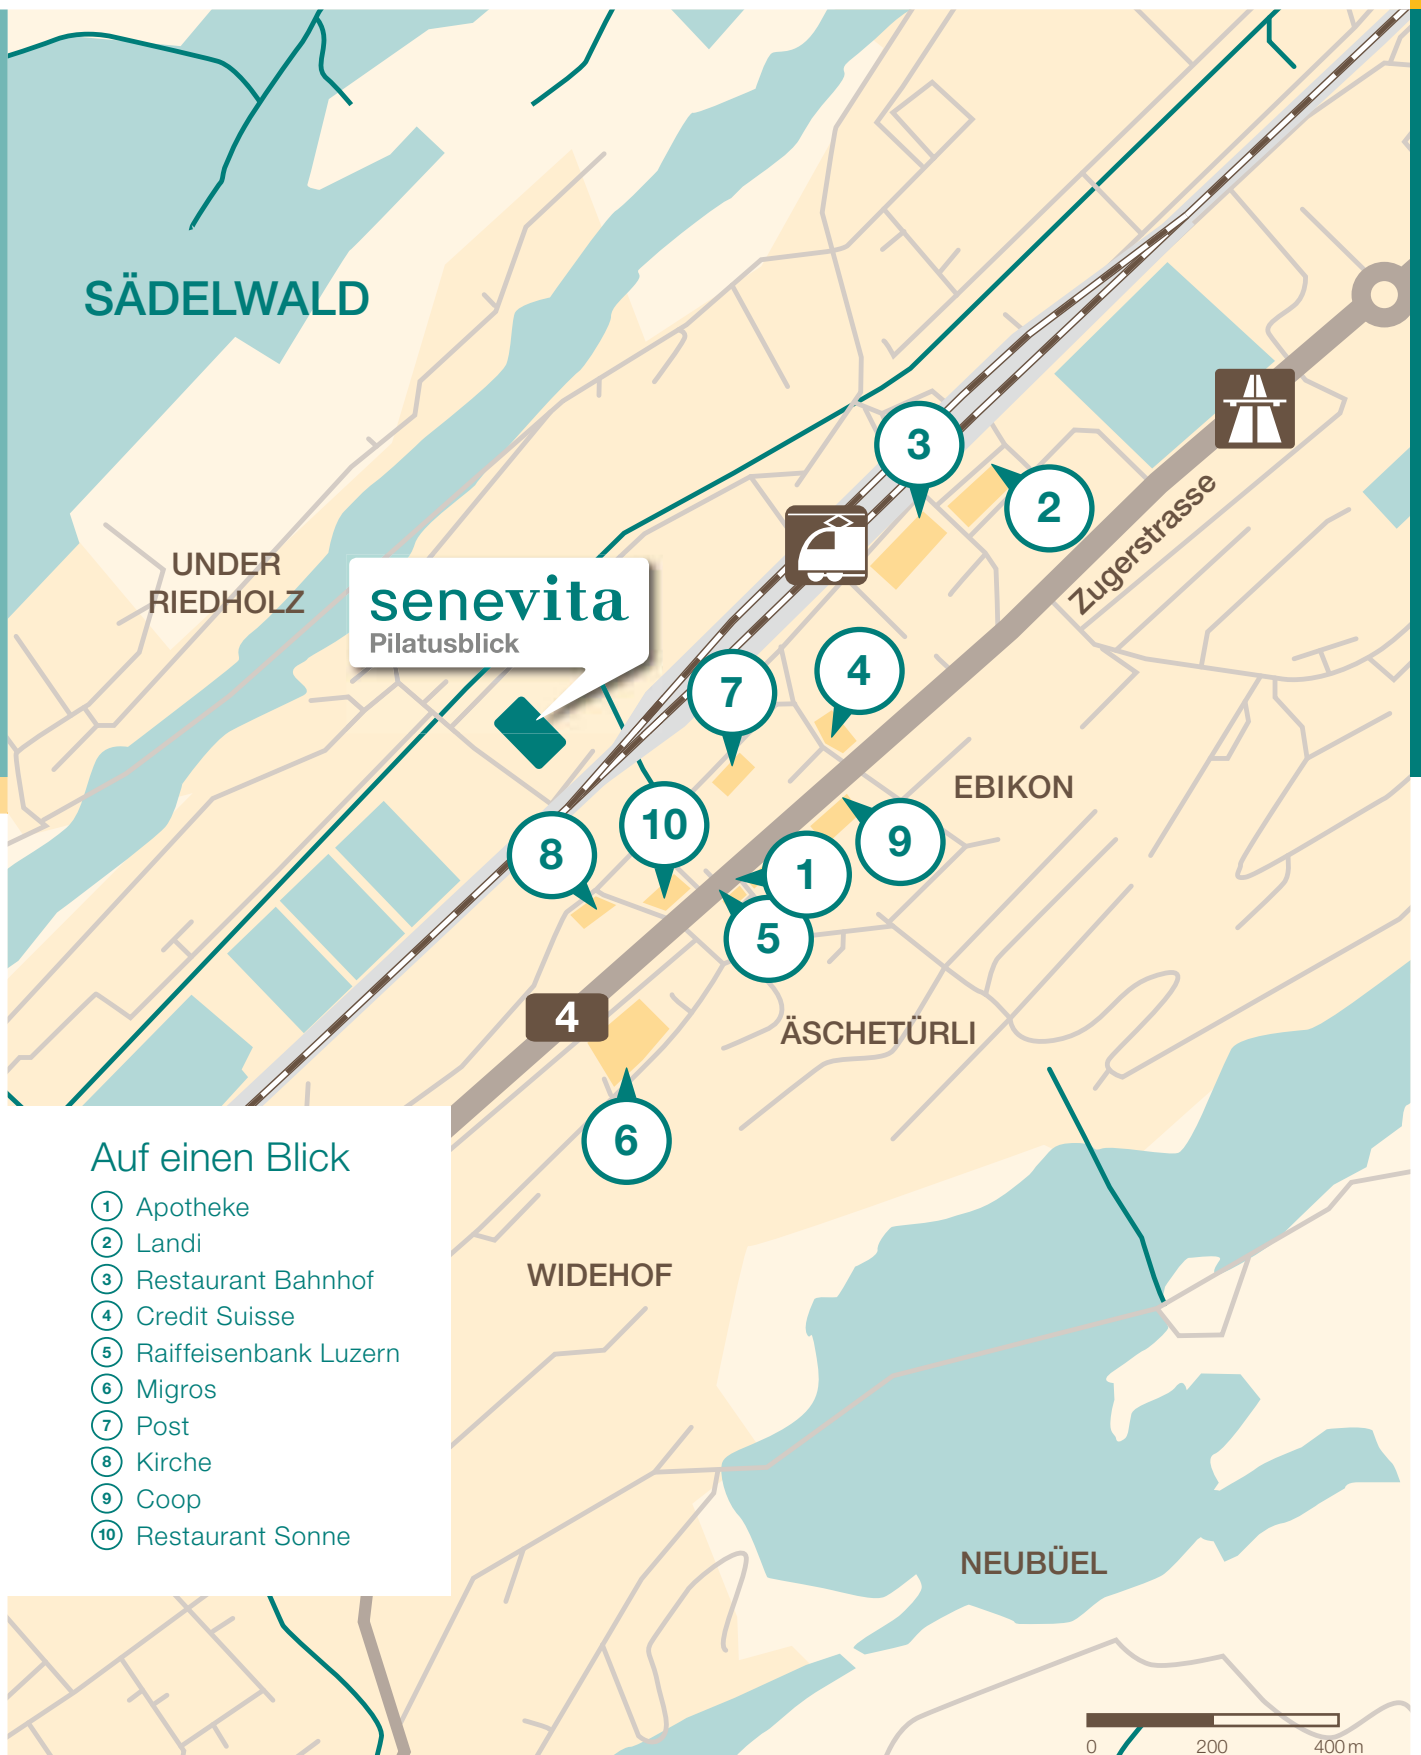 SÄDELWALD
3
2
Zugerstrasse
UNDER
RIEDHOLZ
senevita
Pilatusblick
7
4
EBIKON
10
8
9
1
5
4
ÄSCHETÜRLI
6
Auf einen Blick
1 Apotheke
2 Landi
3 Restaurant Bahnhof
4 Credit Suisse
5 Raiffeisenbank Luzern
6 Migros
7 Post
8 Kirche
9 Coop
10 Restaurant Sonne
WIDEHOF
NEUBÜEL
0 200 400 m